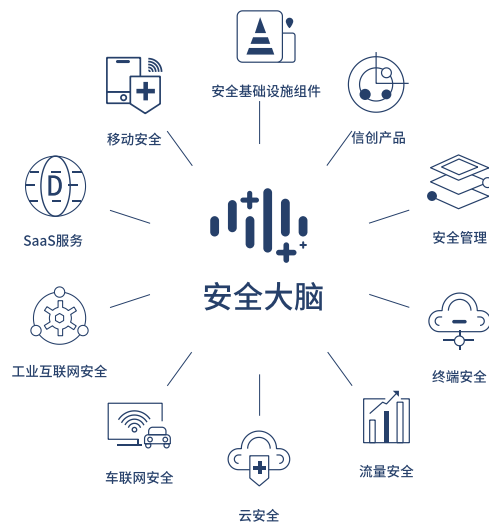 安全基础设施组件
移动安全
信创产品
SaaS服务
D
安全管理
安全大脑
工业互联网安全
终端安全
车联网安全
流量安全
云安全